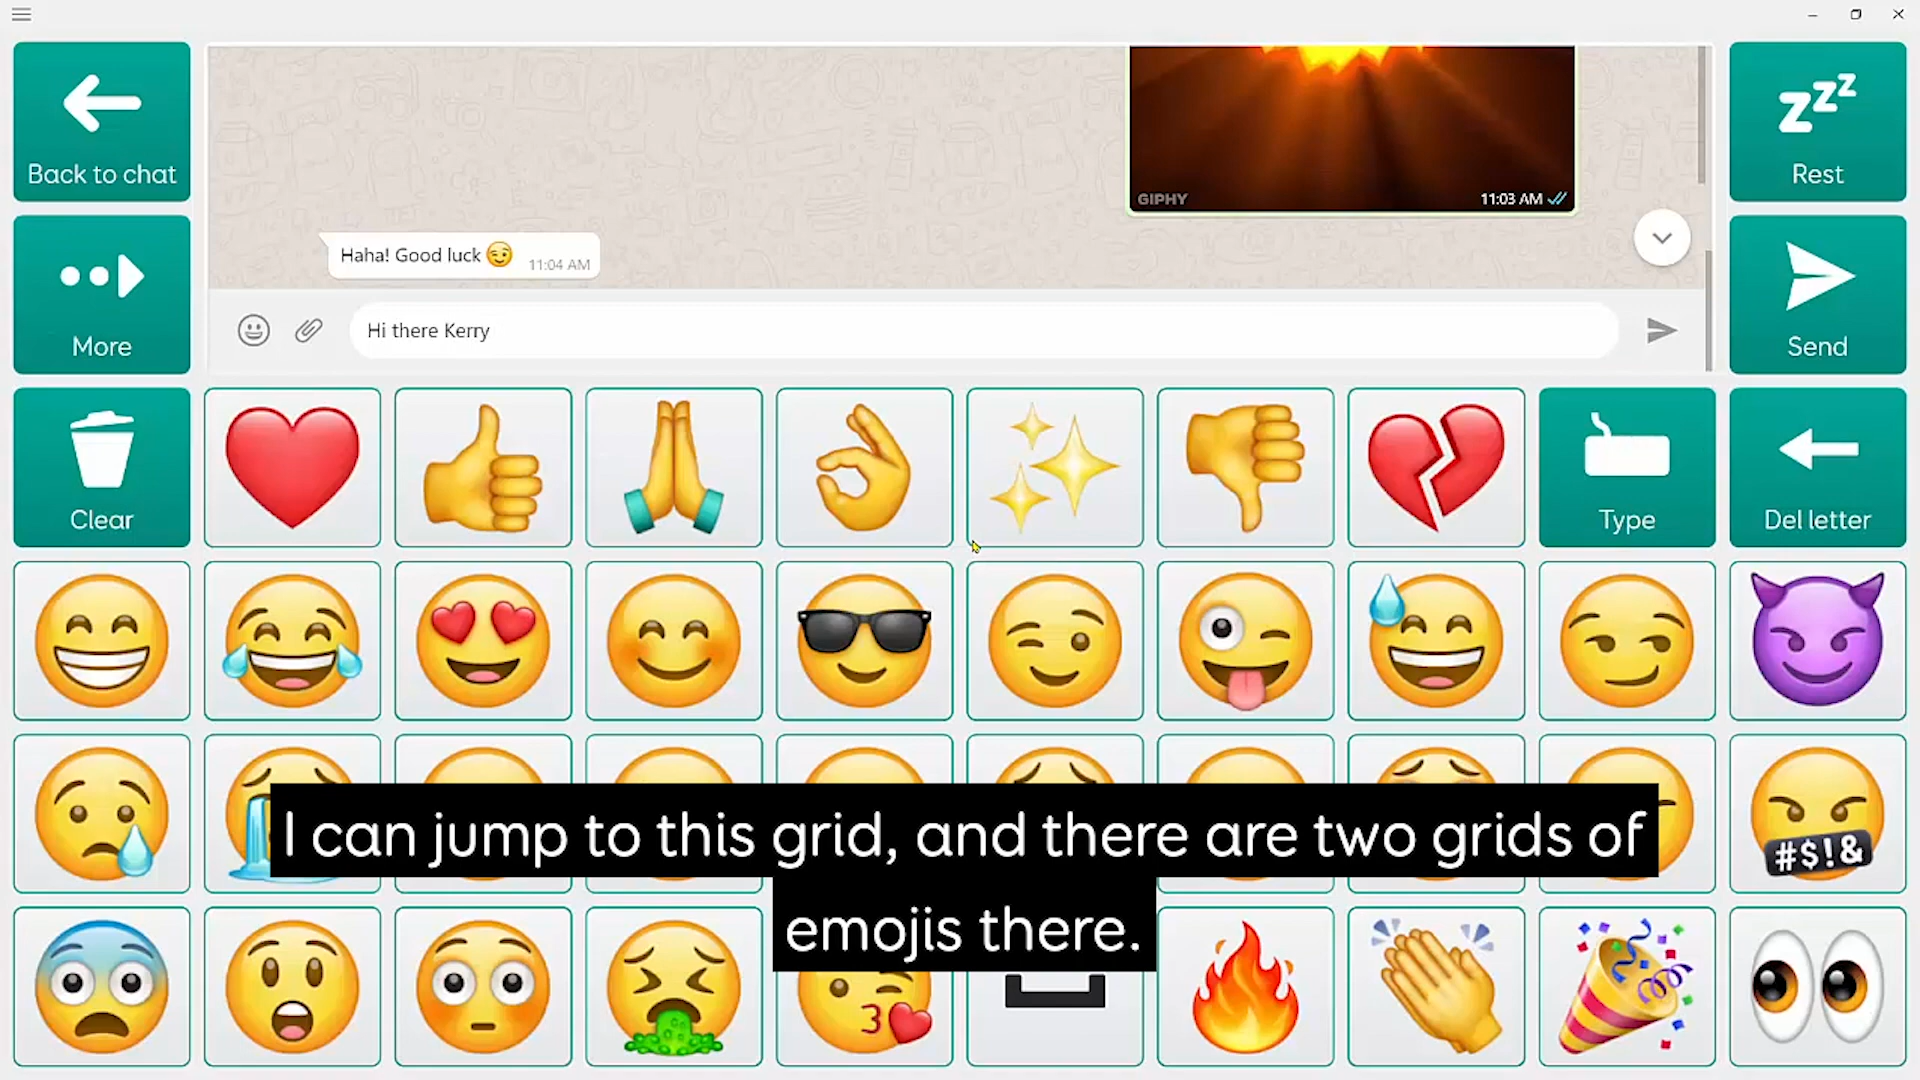 Back to chat
zzz
Rest
GIPHY
11:03 AM
Haha! Good luck 😉
11:04 AM
More
Send
Hi there Kerry
Clear
Type
Del letter
#$!&
I can jump to this grid, and there are two grids of
emojis there.